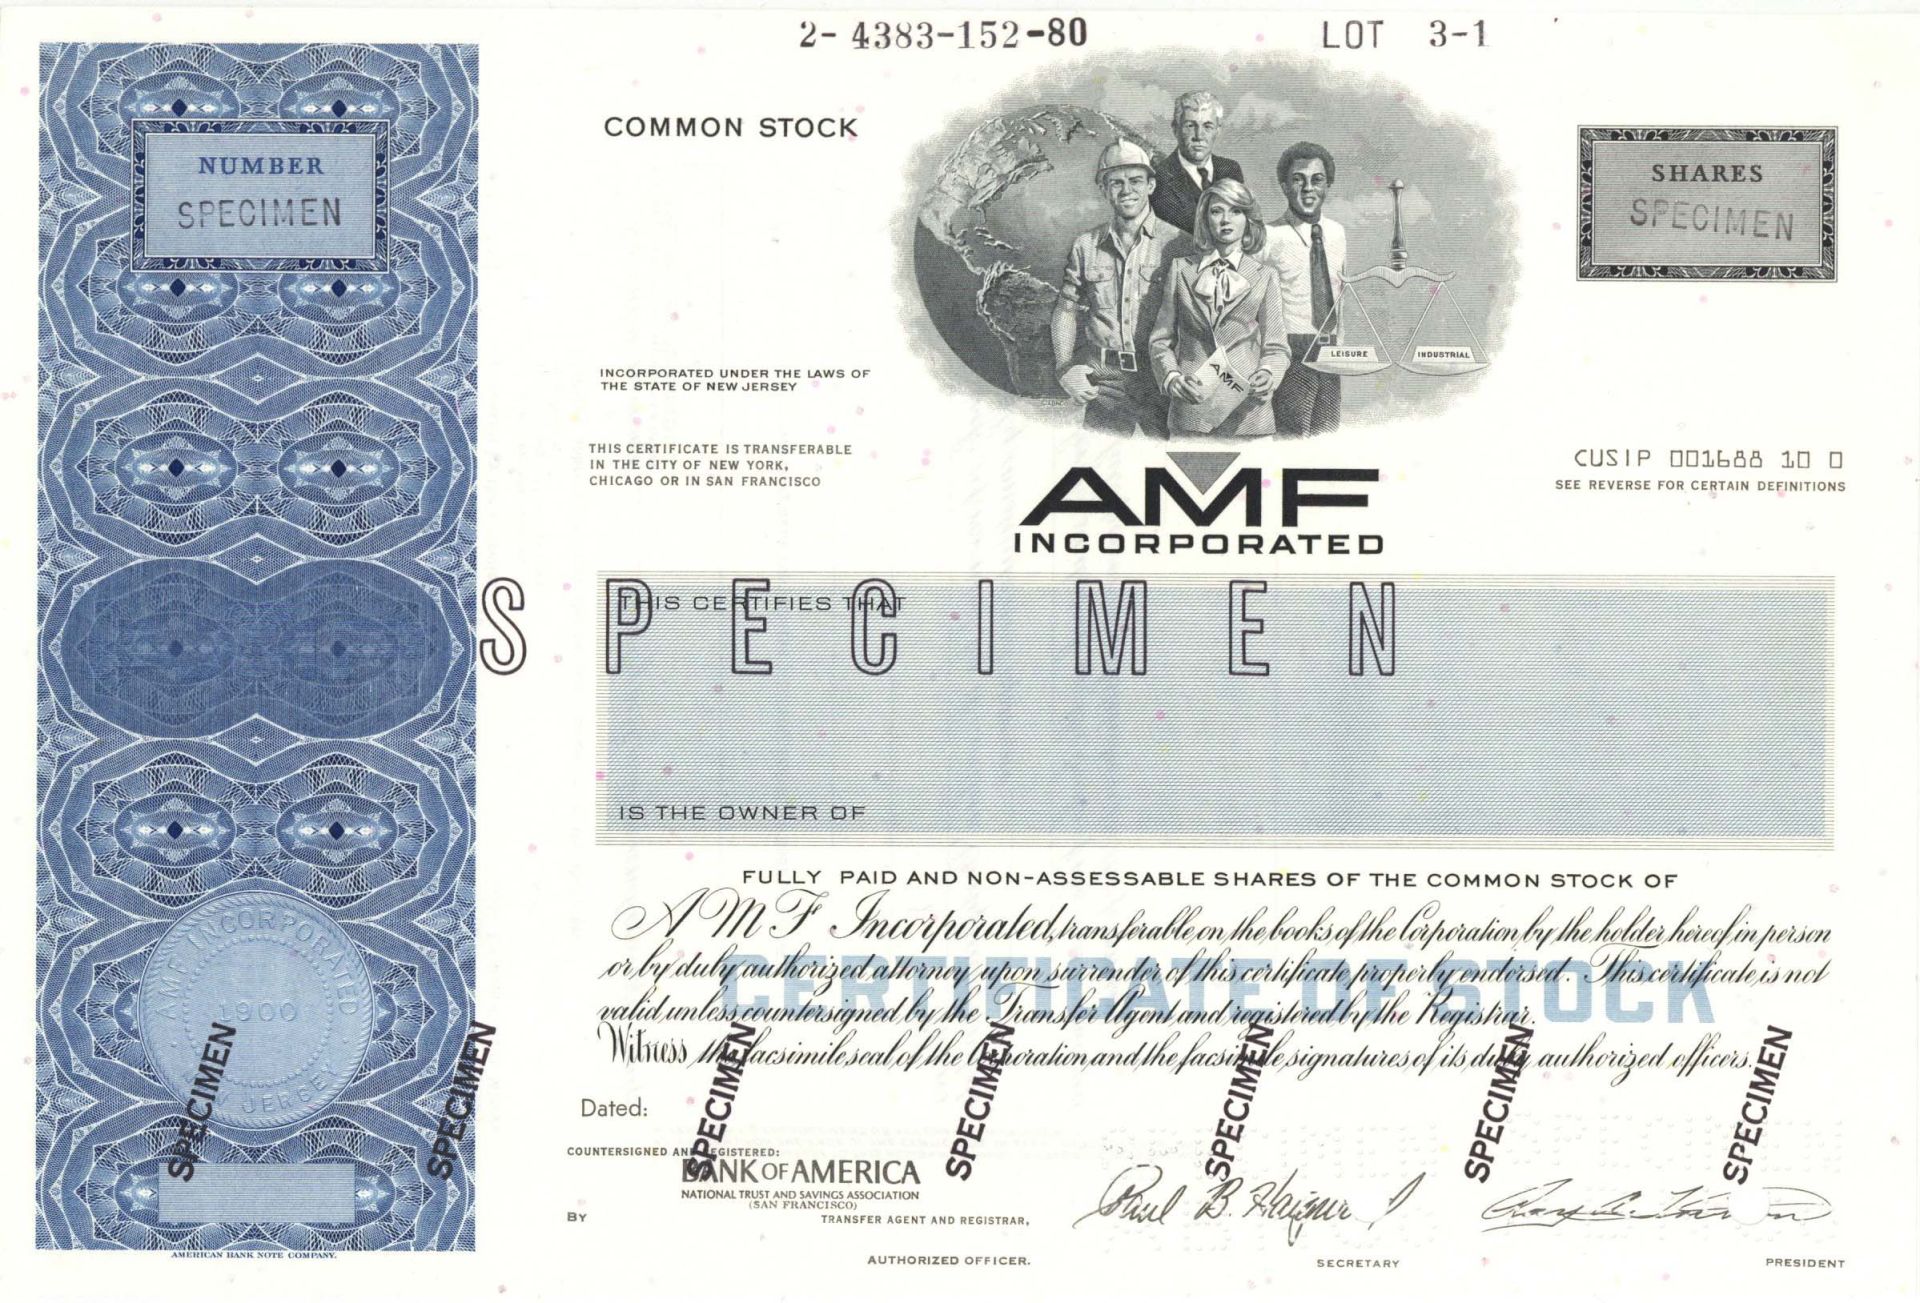 2- 4383-152-80 LOT 3-1
COMMON STOCK
NUMBER
SPECIMEN
SHARES
SPECIMEN
LEISURE INDUSTRIAL
AMF
INCORPORATED UNDER THE LAWS OF
THE STATE OF NEW JERSEY
THIS CERTIFICATE IS TRANSFERABLE
IN THE CITY OF NEW YORK,
CHICAGO OR IN SAN FRANCISCO
CUSIP 001688 10 0
SEE REVERSE FOR CERTAIN DEFINITIONS
AMF
INCORPORATED
SPECIMEN
THIS CERTIFIES THAT
IS THE OWNER OF
FULLY PAID AND NON-ASSESSABLE SHARES OF THE COMMON STOCK OF
AMF Incorporated, transferable on the books of the Corporation by the holder hereof in person
or by duly authorized attorney upon surrender of this certificate properly endorsed. This certificate is not
CERTIFICATE OF STOCK
valid unless countersigned by the Transfer Agent and registered by the Registrar.
Witness the facsimile seal of the Corporation and the facsimile signatures of its duly authorized officers.
AMF INCORPORATED
1900
JERSEY
SPECIMEN SPECIMEN SPECIMEN SPECIMEN SPECIMEN SPECIMEN SPECIMEN
Dated:
COUNTERSIGNED AND REGISTERED:
BANK OF AMERICA
NATIONAL TRUST AND SAVINGS ASSOCIATION
(SAN FRANCISCO)
BY TRANSFER AGENT AND REGISTRAR,
AUTHORIZED OFFICER.
SECRETARY
PRESIDENT
AMERICAN BANK NOTE COMPANY.